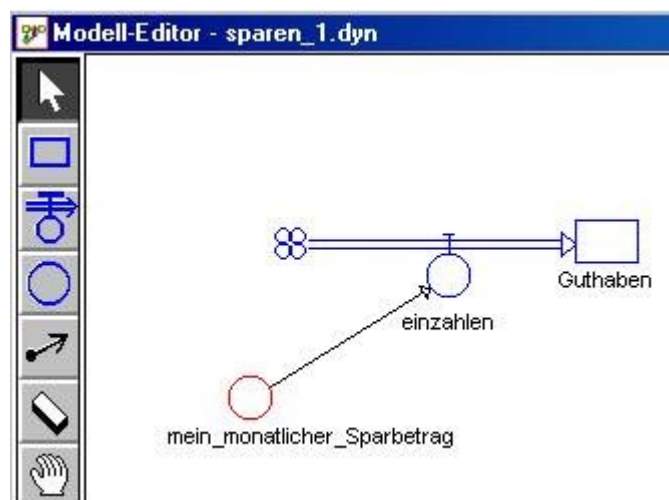 Modell-Editor - sparen_1.dyn
Guthaben
einzahlen
mein_monatlicher_Sparbetrag